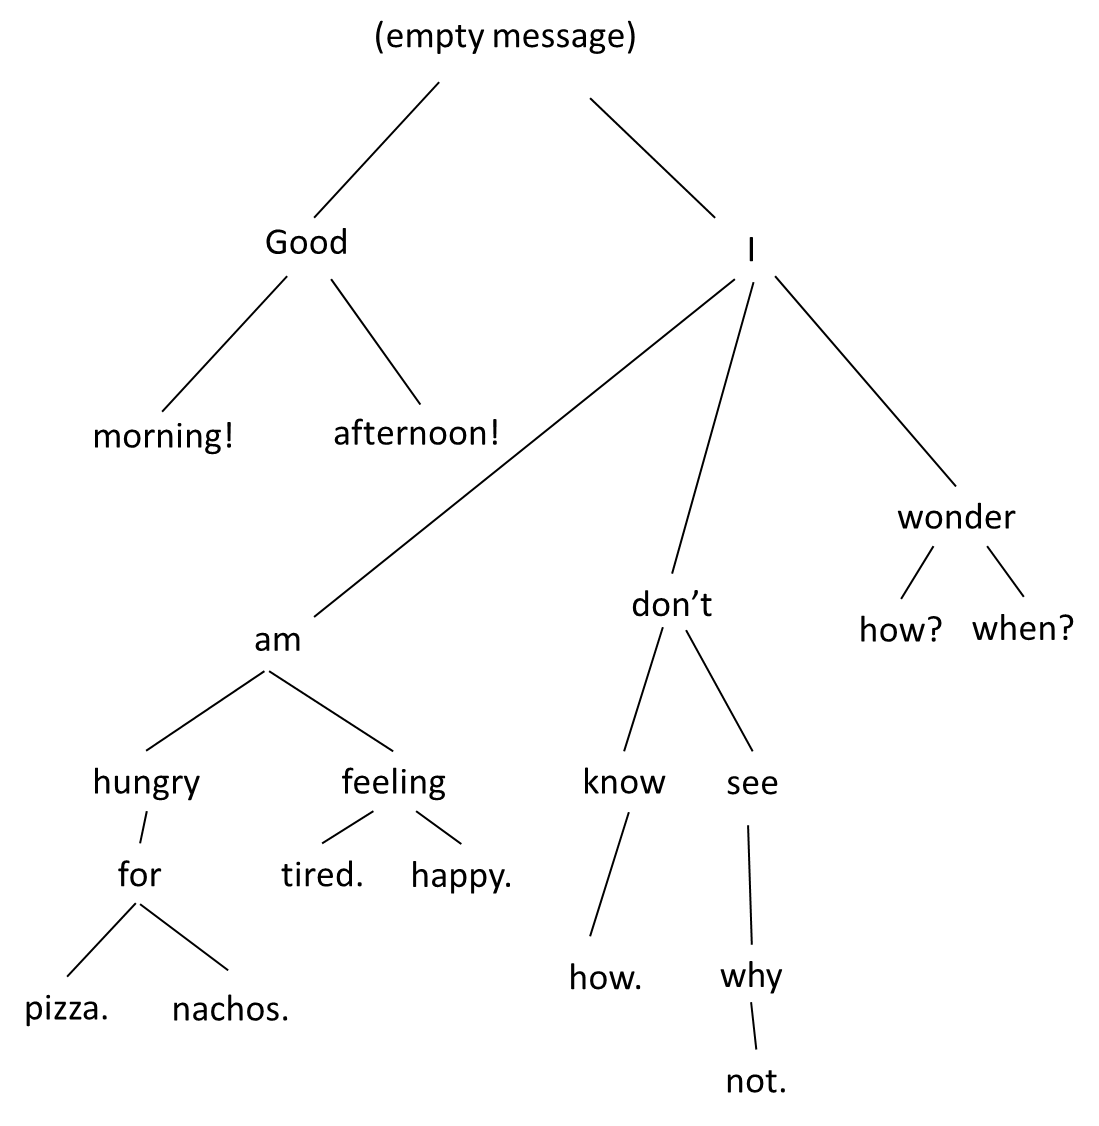 (empty message)
Good
I
morning!
afternoon!
wonder
don’t
how?
when?
am
hungry
feeling
know
see
for
tired.
happy.
how.
why
pizza.
nachos.
not.